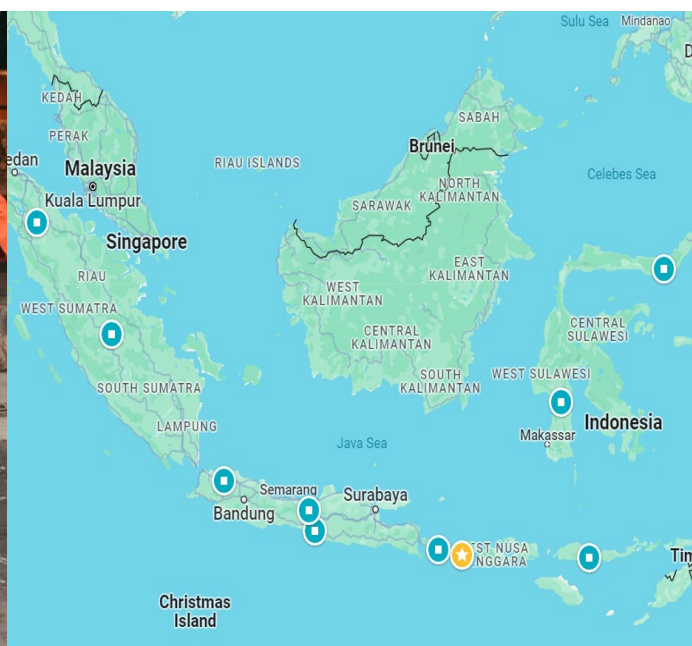 Sulu Sea
Mindanao
KEDAH
PERAK
SABAH
Brunei
RIAU ISLANDS
Malaysia
Celebes Sea
Kuala Lumpur
NORTH
KALIMANTAN
SARAWAK
Singapore
RIAU
EAST
KALIMANTAN
WEST
KALIMANTAN
WEST SUMATRA
CENTRAL
SULAWESI
CENTRAL
KALIMANTAN
SOUTH
KALIMANTAN
WEST SULAWESI
SOUTH SUMATRA
Indonesia
LAMPUNG
Makassar
Java Sea
Semarang
Surabaya
Bandung
EST NUSA
NGGARA
Tim
Christmas
Island